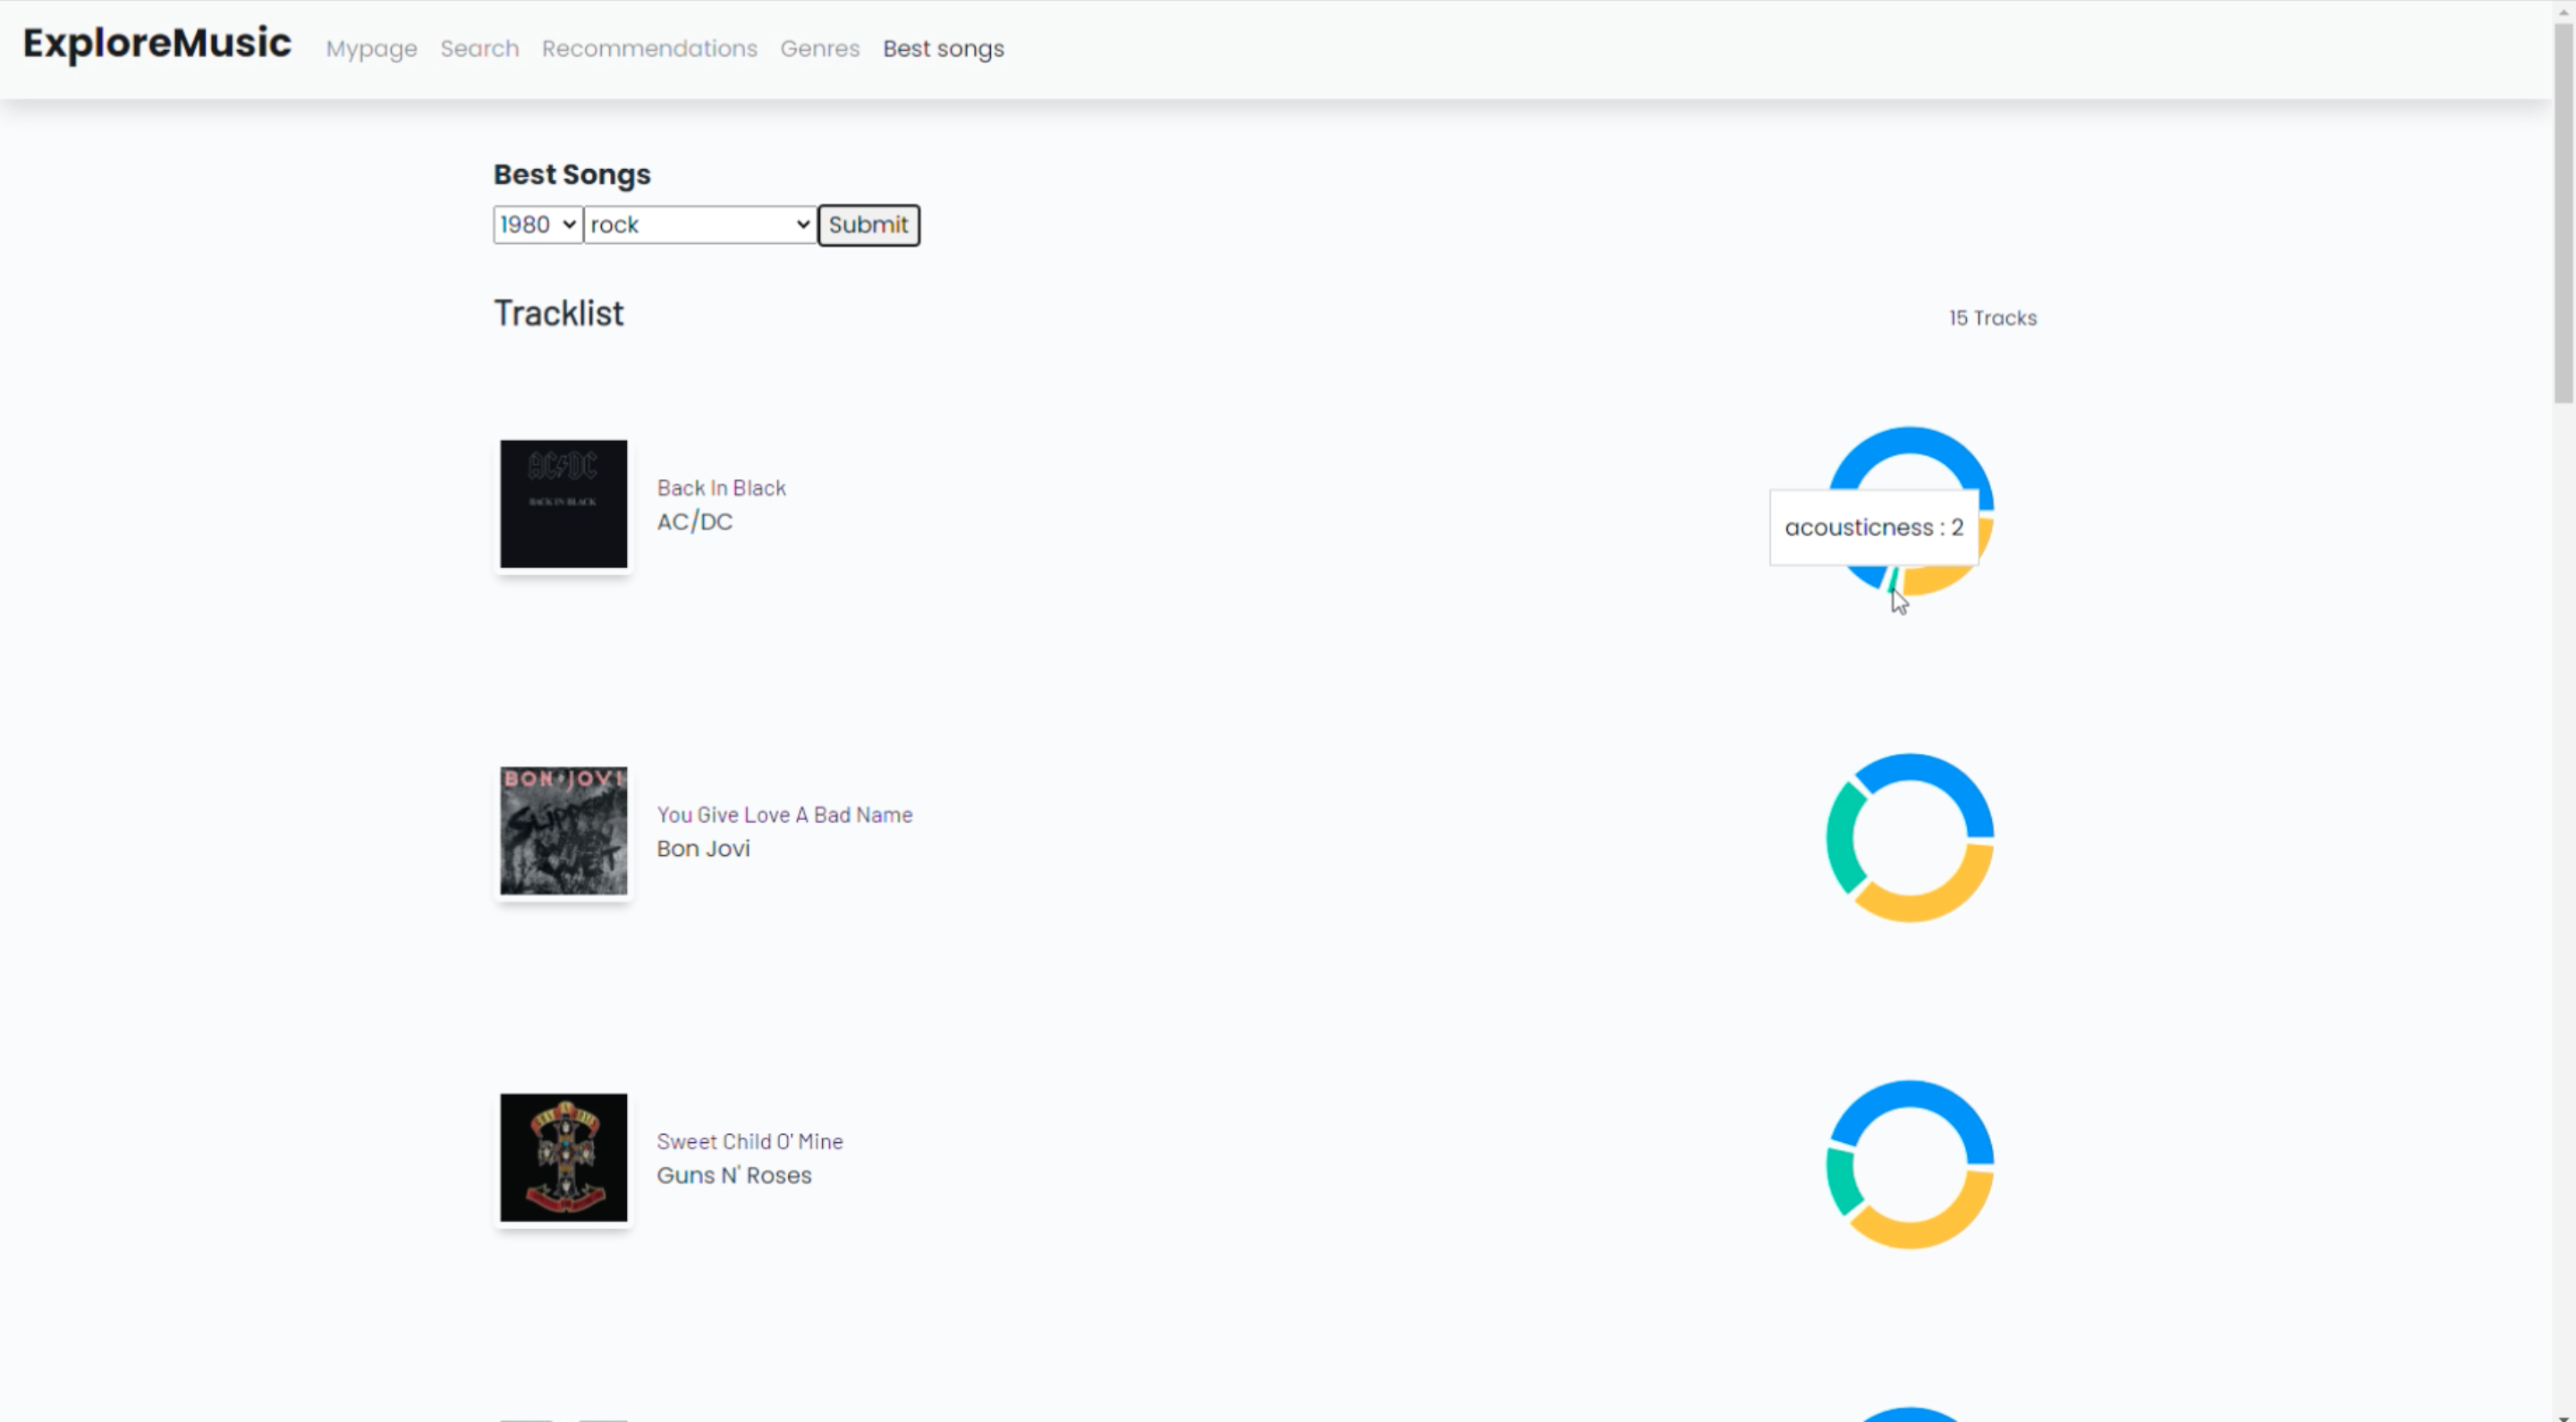 ExploreMusic Mypage Search Recommendations Genres Best songs
Best Songs
1980 rock Submit
Tracklist 15 Tracks
AC/DC
BACK IN BLACK
Back In Black
AC/DC
acousticness : 2
BON JOVI
SLIPPERY
WET
You Give Love A Bad Name
Bon Jovi
Sweet Child O' Mine
Guns N' Roses